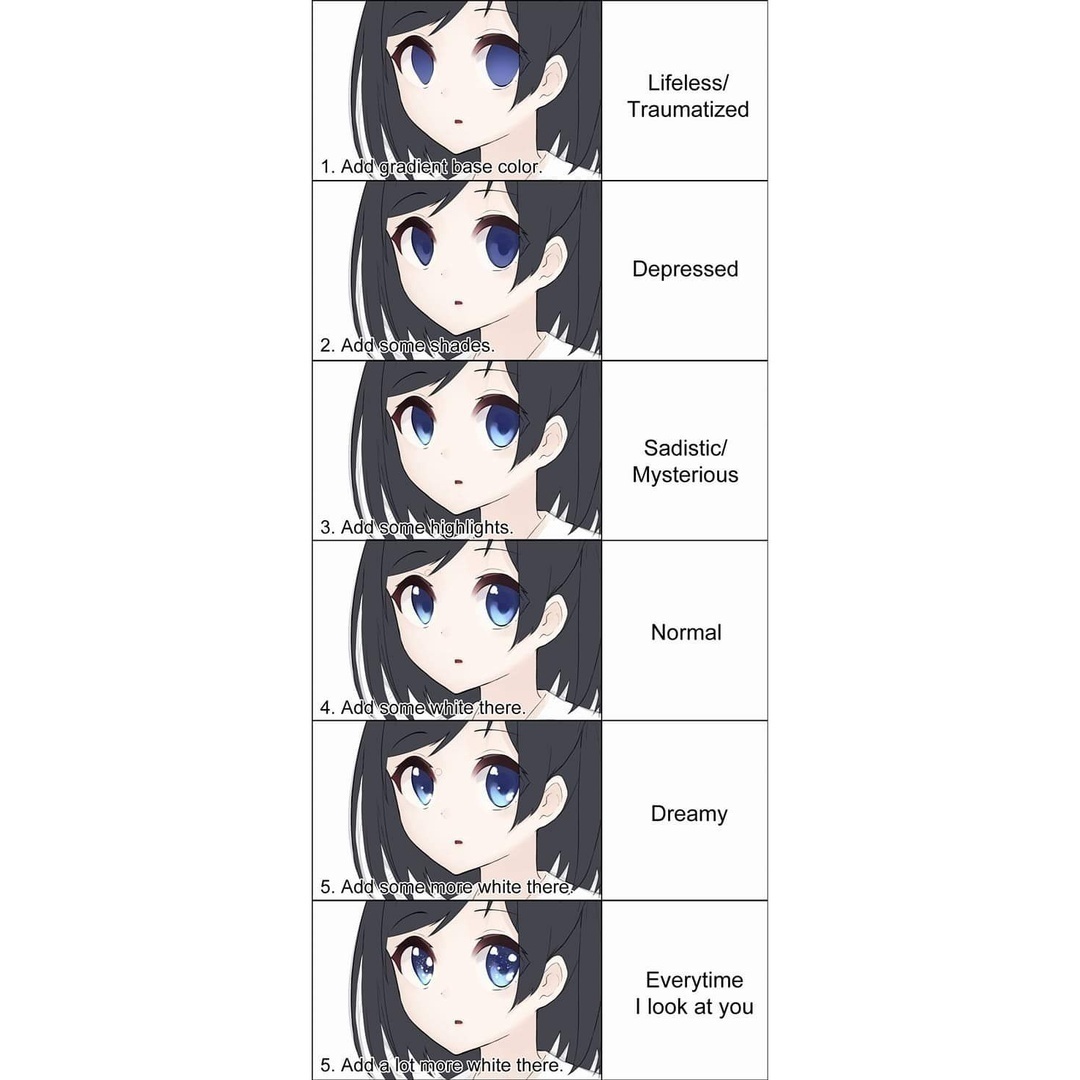 Lifeless/
Traumatized
1. Add gradient base color.
Depressed
2. Add some shades.
Sadistic/
Mysterious
3. Add some highlights.
Normal
4. Add some white there.
Dreamy
5. Add some more white there.
Everytime
I look at you
5. Add a lot more white there.